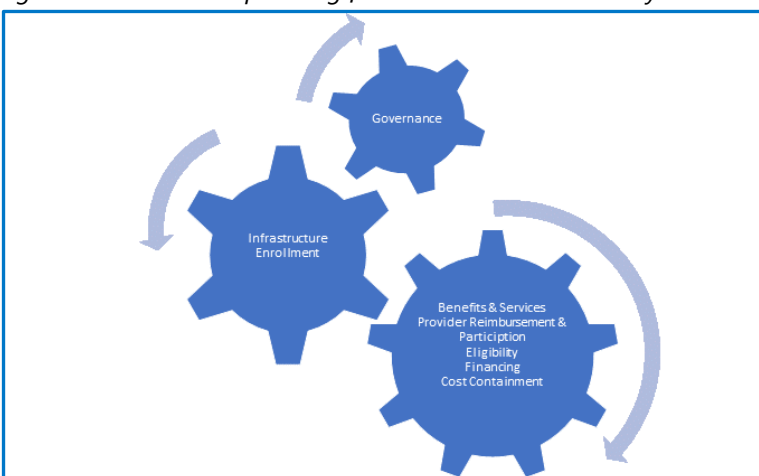 Governance
Infrastructure
Enrollment
Benefits & Services
Provider Reimbursement &
Particiption
Eligibility
Financing
Cost Containment